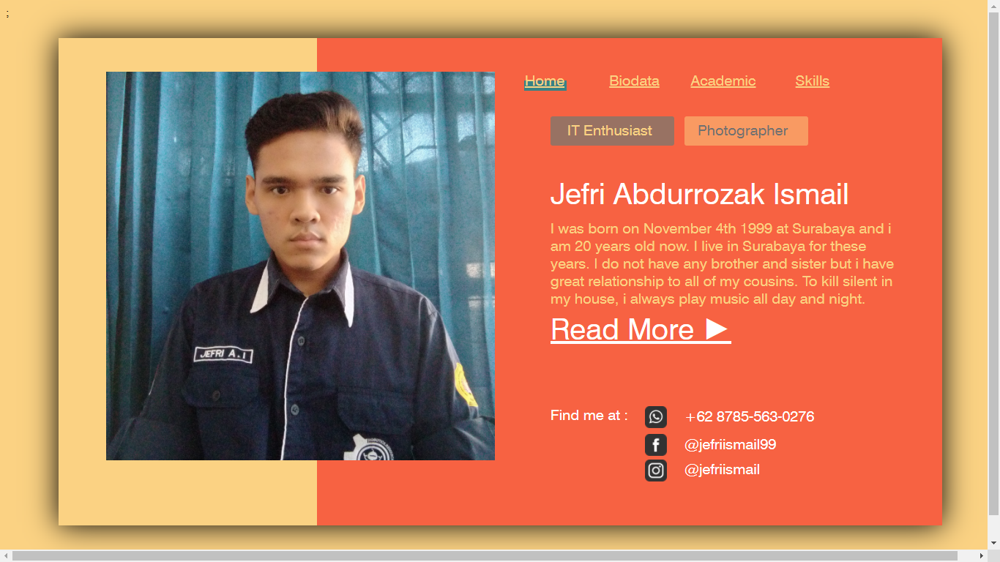 ;
Home Biodata Academic Skills
IT Enthusiast Photographer
Jefri Abdurrozak Ismail
I was born on November 4th 1999 at Surabaya and i
am 20 years old now. I live in Surabaya for these
years. I do not have any brother and sister but i have
great relationship to all of my cousins. To kill silent in
my house, i always play music all day and night.
Read More ►
JEFRI A.I
Find me at : +62 8785-563-0276
@jefriismail99
@jefriismail